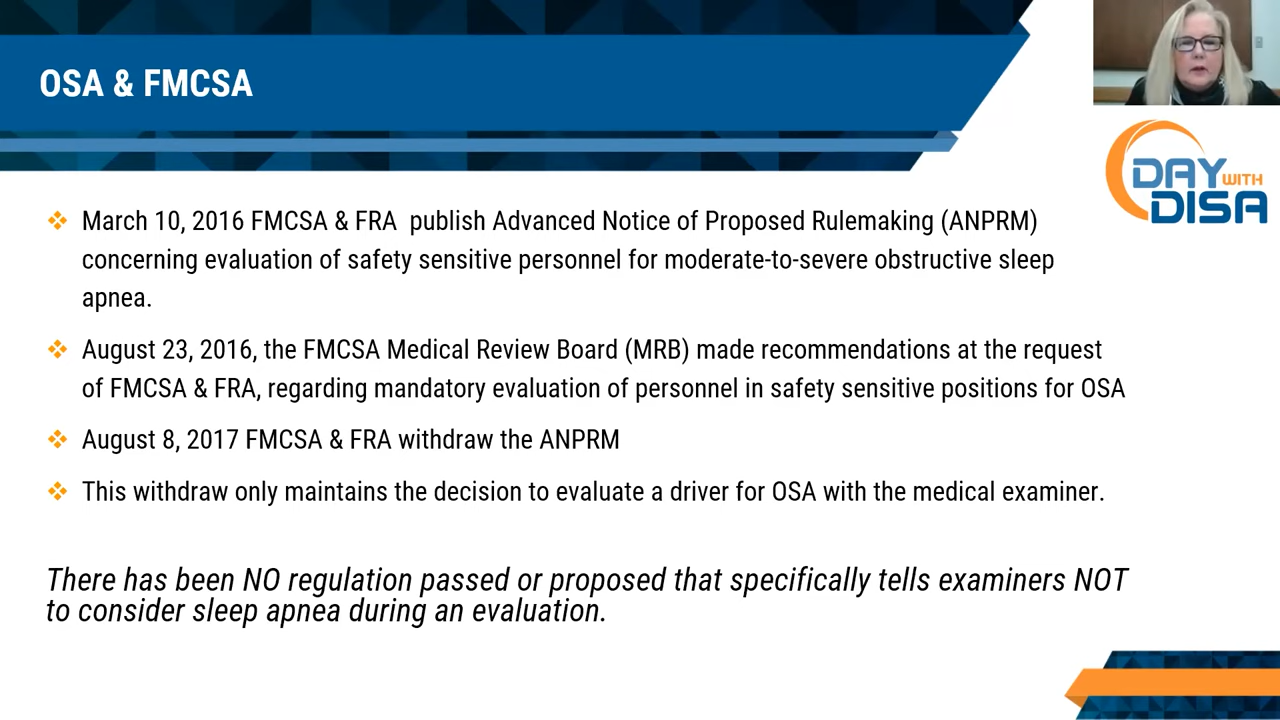 OSA & FMCSA
DAY WITH
DISA
❖ March 10, 2016 FMCSA & FRA publish Advanced Notice of Proposed Rulemaking (ANPRM)
concerning evaluation of safety sensitive personnel for moderate-to-severe obstructive sleep
apnea.
❖ August 23, 2016, the FMCSA Medical Review Board (MRB) made recommendations at the request
of FMCSA & FRA, regarding mandatory evaluation of personnel in safety sensitive positions for OSA
❖ August 8, 2017 FMCSA & FRA withdraw the ANPRM
❖ This withdraw only maintains the decision to evaluate a driver for OSA with the medical examiner.
There has been NO regulation passed or proposed that specifically tells examiners NOT
to consider sleep apnea during an evaluation.